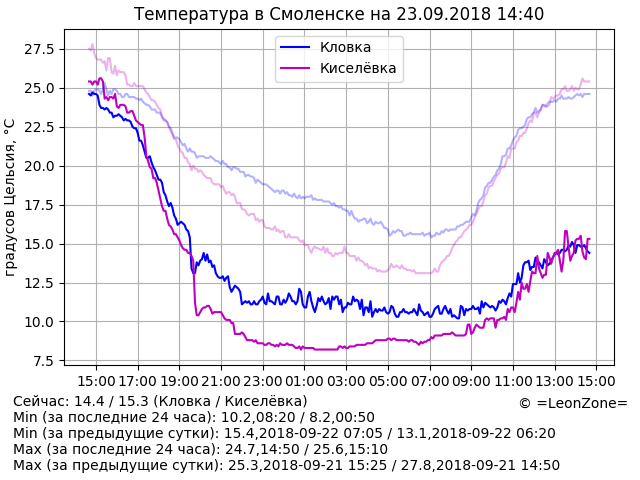 Температура в Смоленске на 23.09.2018 14:40
Кловка
Киселёвка
градусов Цельсия, °C
27.5
25.0
22.5
20.0
17.5
15.0
12.5
10.0
7.5
15:00 17:00 19:00 21:00 23:00 01:00 03:00 05:00 07:00 09:00 11:00 13:00 15:00
Сейчас: 14.4 / 15.3 (Кловка / Киселёвка)
© =LeonZone=
Min (за последние 24 часа): 10.2,08:20 / 8.2,00:50
Min (за предыдущие сутки): 15.4,2018-09-22 07:05 / 13.1,2018-09-22 06:20
Max (за последние 24 часа): 24.7,14:50 / 25.6,15:10
Max (за предыдущие сутки): 25.3,2018-09-21 15:25 / 27.8,2018-09-21 14:50